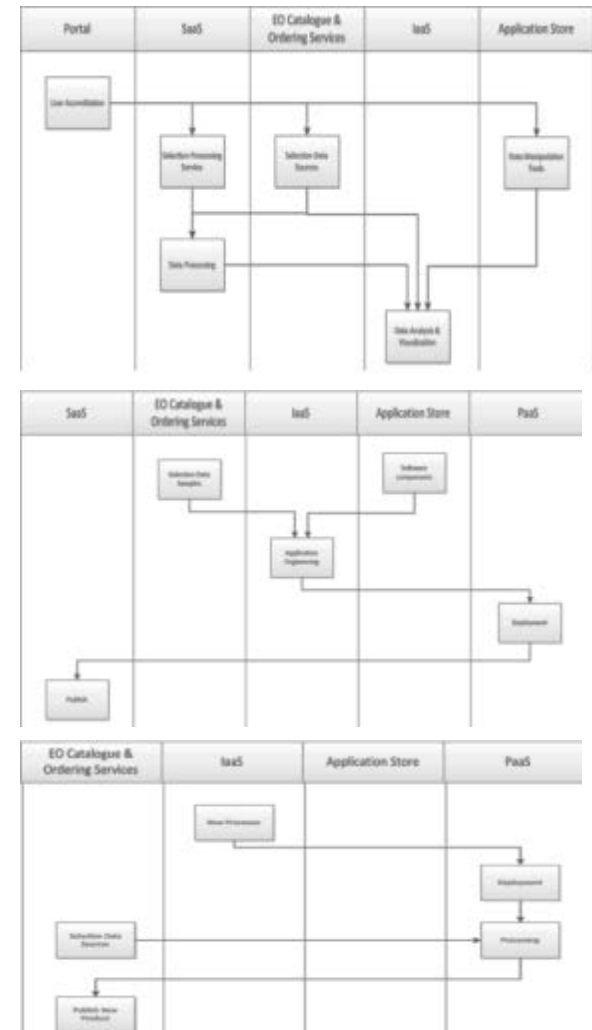 Portal
SaaS
EO Catalogue &
Ordering Services
IaaS
Application Store
User Accreditation
Selection Processing
Service
Selection Data
Sources
Data Manipulation
Tools
Data Processing
Data Analysis &
Visualization
SaaS
EO Catalogue &
Ordering Services
IaaS
Application Store
PaaS
Selection Data
Samples
Software
components
Application
Engineering
Deployment
Publish
EO Catalogue &
Ordering Services
IaaS
Application Store
PaaS
New Processor
Deployment
Selection Data
Sources
Processing
Publish New
Product